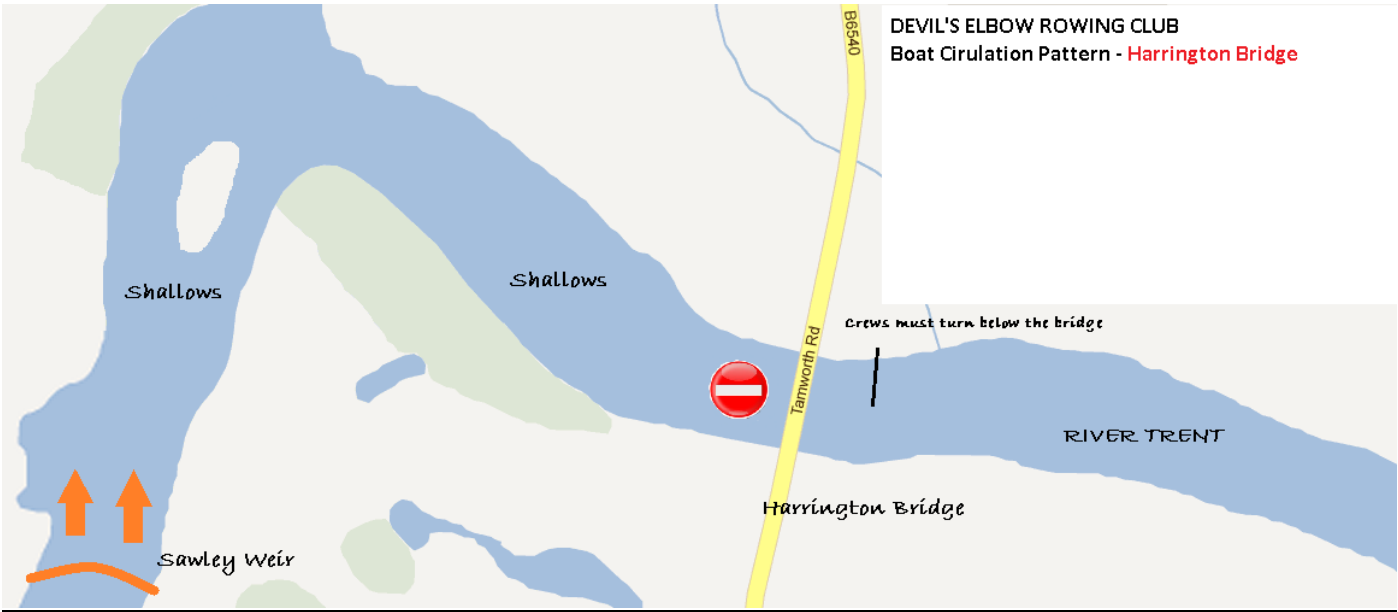 DEVIL'S ELBOW ROWING CLUB
Boat Cirulation Pattern - Harrington Bridge
B6540
Shallows
Shallows
Crews must turn below the bridge
Tamworth Rd
RIVER TRENT
Harrington Bridge
Sawley Weir